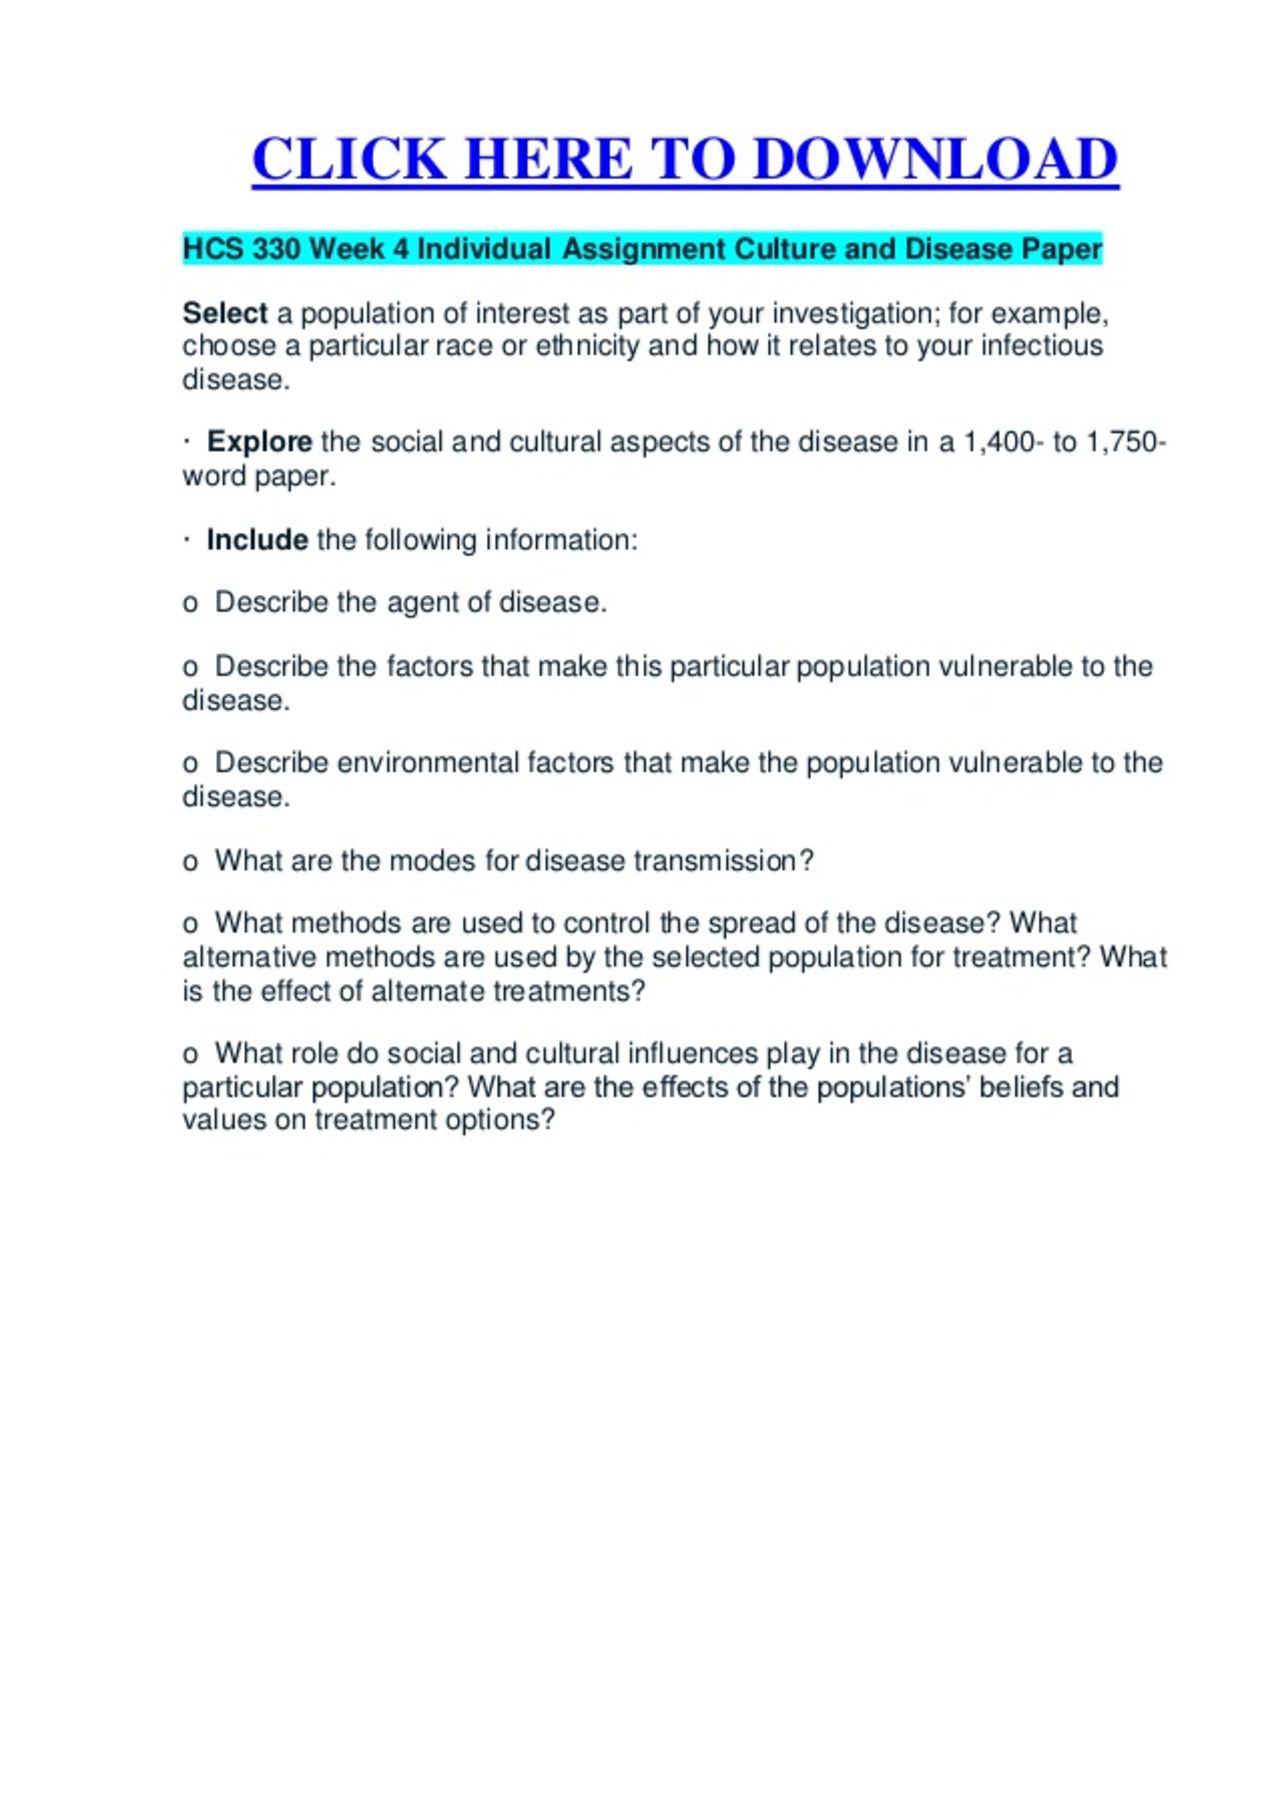 CLICK HERE TO DOWNLOAD
HCS 330 Week 4 Individual Assignment Culture and Disease Paper
Select a population of interest as part of your investigation; for example,
choose a particular race or ethnicity and how it relates to your infectious
disease.
· Explore the social and cultural aspects of the disease in a 1,400- to 1,750-
word paper.
· Include the following information:
o Describe the agent of disease.
o Describe the factors that make this particular population vulnerable to the
disease.
o Describe environmental factors that make the population vulnerable to the
disease.
o What are the modes for disease transmission?
o What methods are used to control the spread of the disease? What
alternative methods are used by the selected population for treatment? What
is the effect of alternate treatments?
o What role do social and cultural influences play in the disease for a
particular population? What are the effects of the populations' beliefs and
values on treatment options?